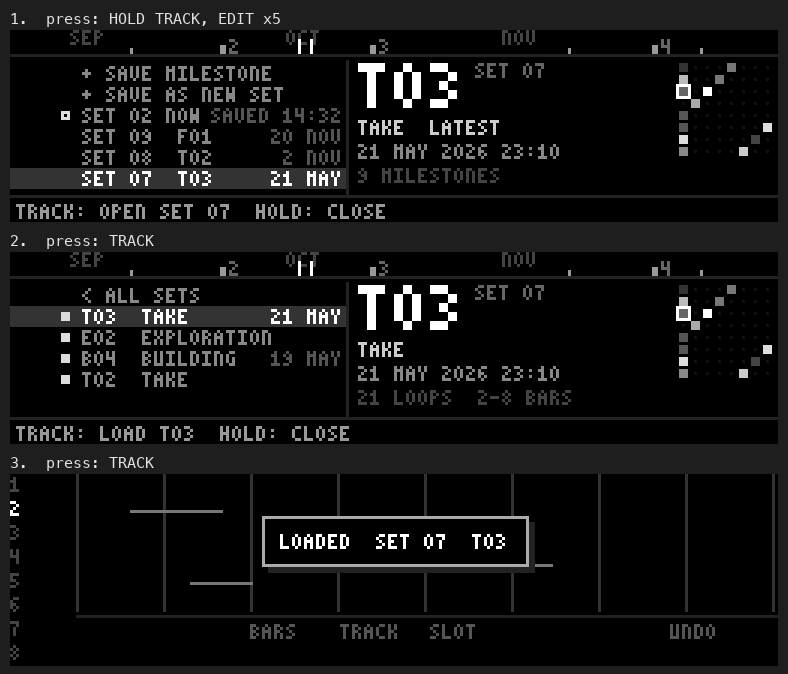 1.  press: HOLD TRACK, EDIT x5
SEP OCT NOV
2 3 4
+ SAVE MILESTONE
+ SAVE AS NEW SET
SET 02 NOW SAVED 14:32
SET 09 F01 20 NOV
SET 08 T02 2 NOV
SET 07 T03 21 MAY
T03 SET 07
TAKE LATEST
21 MAY 2026 23:10
9 MILESTONES
TRACK: OPEN SET 07 HOLD: CLOSE
2.  press: TRACK
SEP OCT NOV
2 3 4
< ALL SETS
T03 TAKE 21 MAY
E02 EXPLORATION
B04 BUILDING 19 MAY
T02 TAKE
T03 SET 07
TAKE
21 MAY 2026 23:10
21 LOOPS 2-8 BARS
TRACK: LOAD T03 HOLD: CLOSE
3.  press: TRACK
1
2
3
4
5
6
7
8
LOADED SET 07 T03
BARS TRACK SLOT UNDO